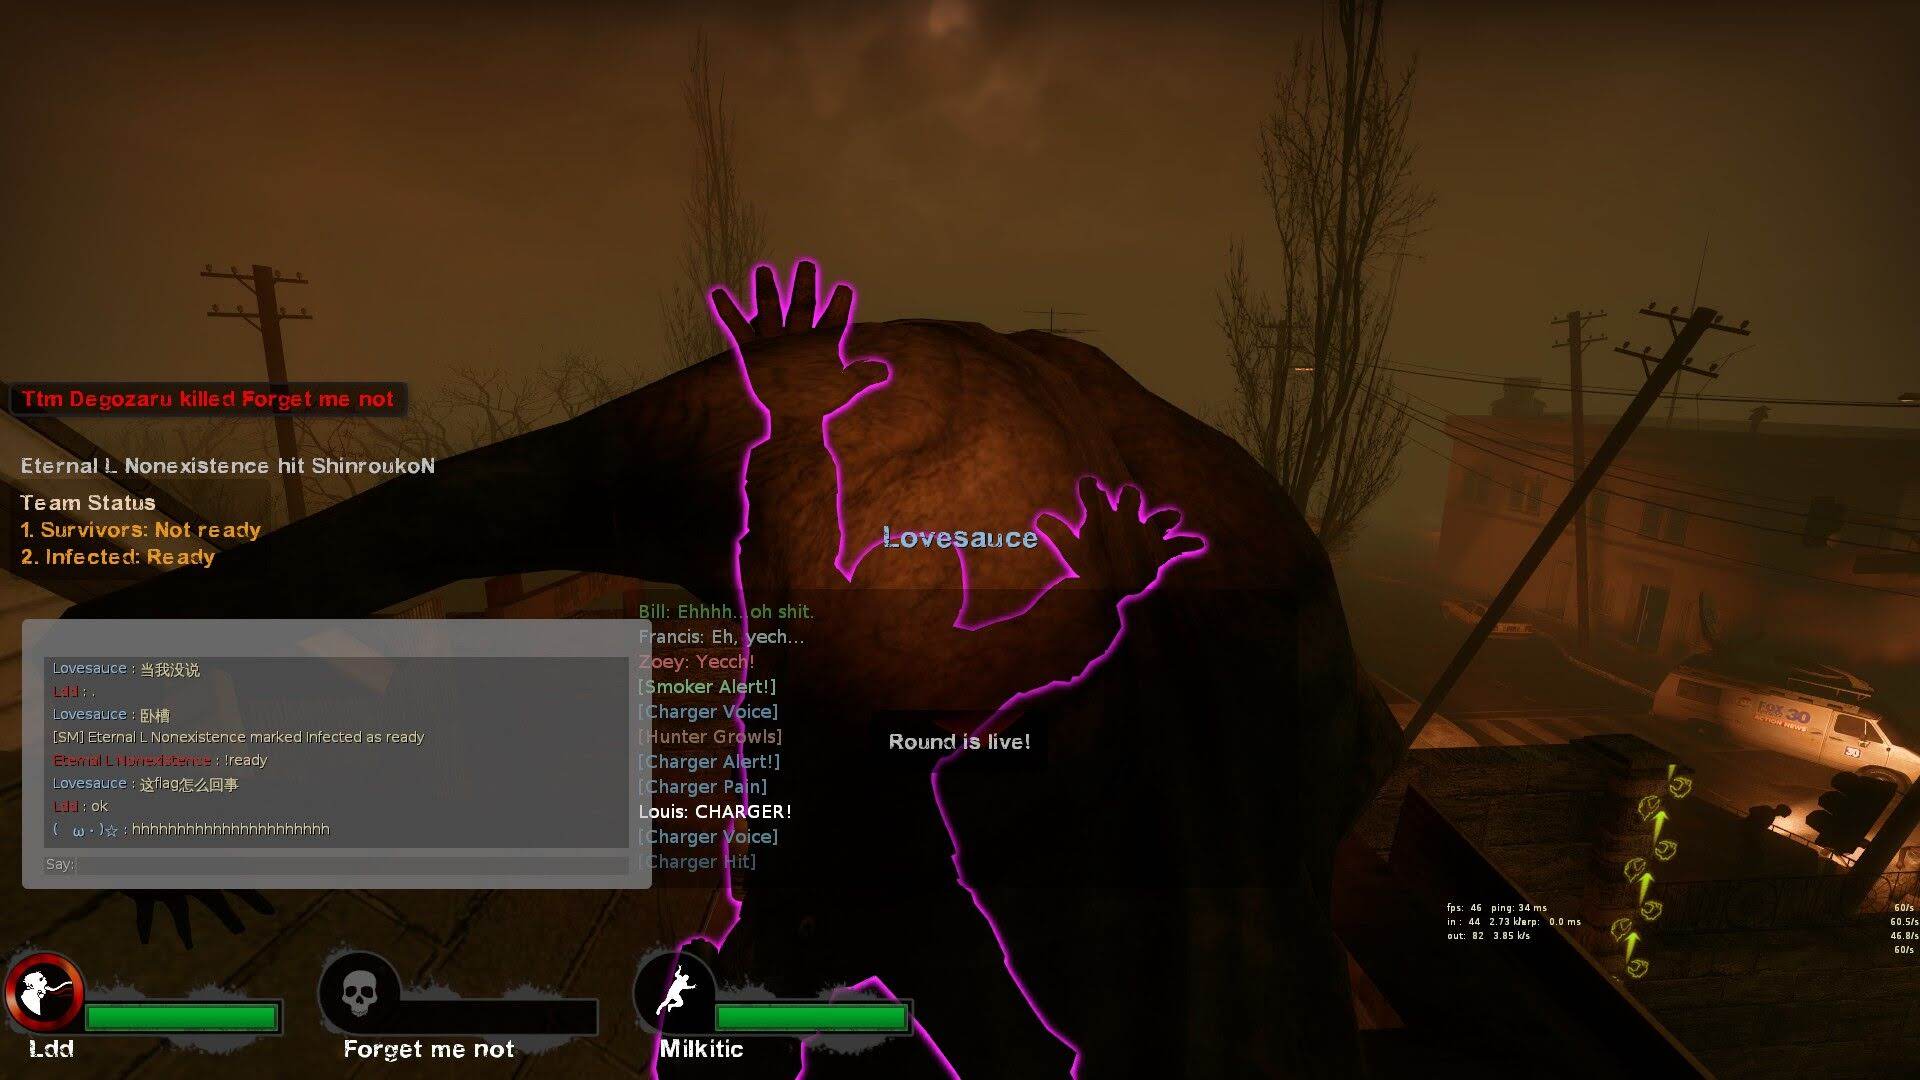 Ttm Degozaru killed Forget me not
Eternal L Nonexistence hit ShinroukoN
Team Status
1. Survivors: Not ready
2. Infected: Ready
Lovesauce : 当我没说
Ldd : .
Lovesauce : 卧槽
[SM] Eternal L Nonexistence marked Infected as ready
Eternal L Nonexistence : !ready
Lovesauce : 这flag怎么回事
Ldd : ok
( ω・)☆ : hhhhhhhhhhhhhhhhhhhhhh
Say:
Lovesauce
Bill: Ehhhh...oh shit.
Francis: Eh, yech...
Zoey: Yecch!
[Smoker Alert!]
[Charger Voice]
[Hunter Growls]
[Charger Alert!]
[Charger Pain]
Louis: CHARGER!
[Charger Voice]
[Charger Hit]
Round is live!
FOX 30
ACTION NEWS
30
fps: 46 ping: 34 ms
in : 44 2.73 k/s lerp: 0.0 ms
out: 82 3.85 k/s
60/s
60.5/s
46.8/s
60/s
Ldd
Forget me not
Milkitic